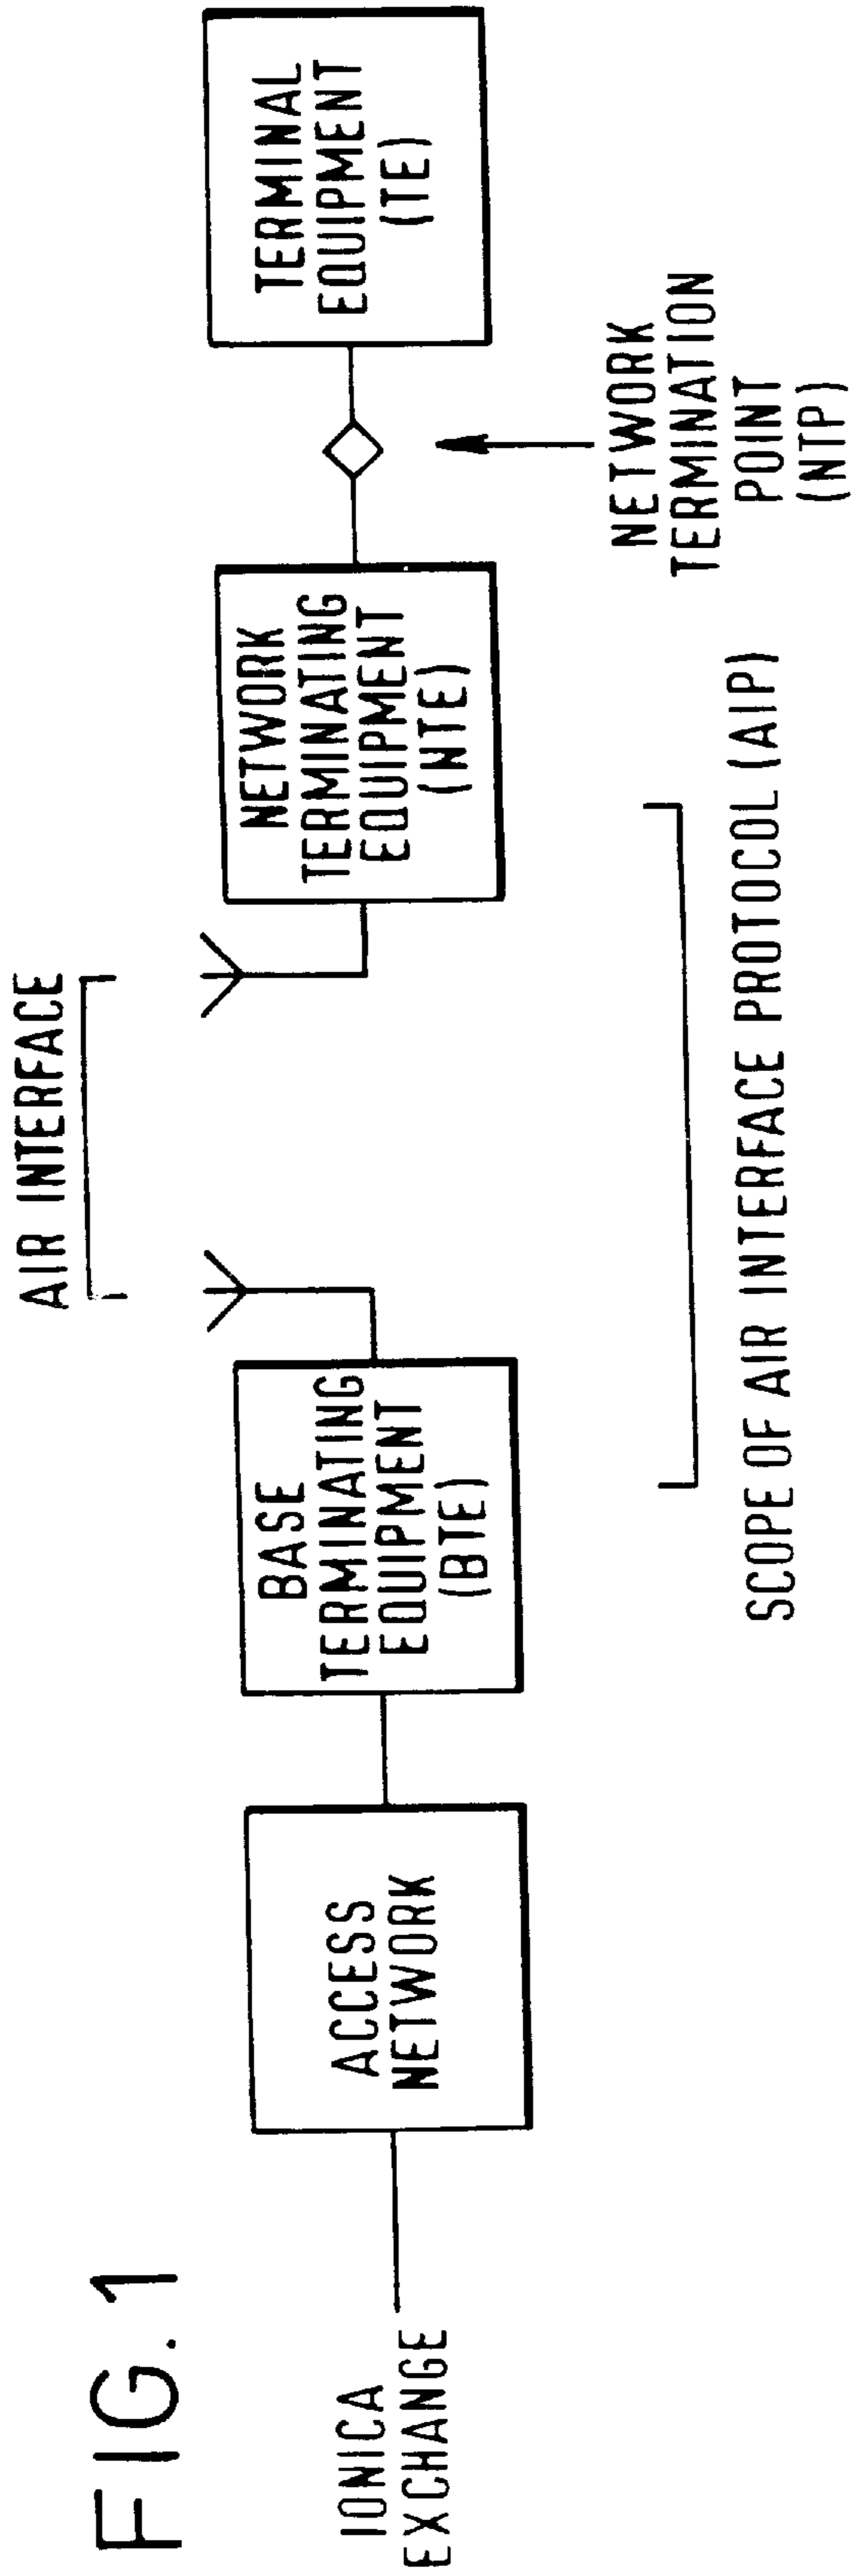 FIG. 1
AIR INTERFACE
IONICA
EXCHANGE
ACCESS
NETWORK
BASE
TERMINATING
EQUIPMENT
(BTE)
NETWORK
TERMINATING
EQUIPMENT
(NTE)
TERMINAL
EQUIPMENT
(TE)
NETWORK
TERMINATION
POINT
(NTP)
SCOPE OF AIR INTERFACE PROTOCOL (AIP)